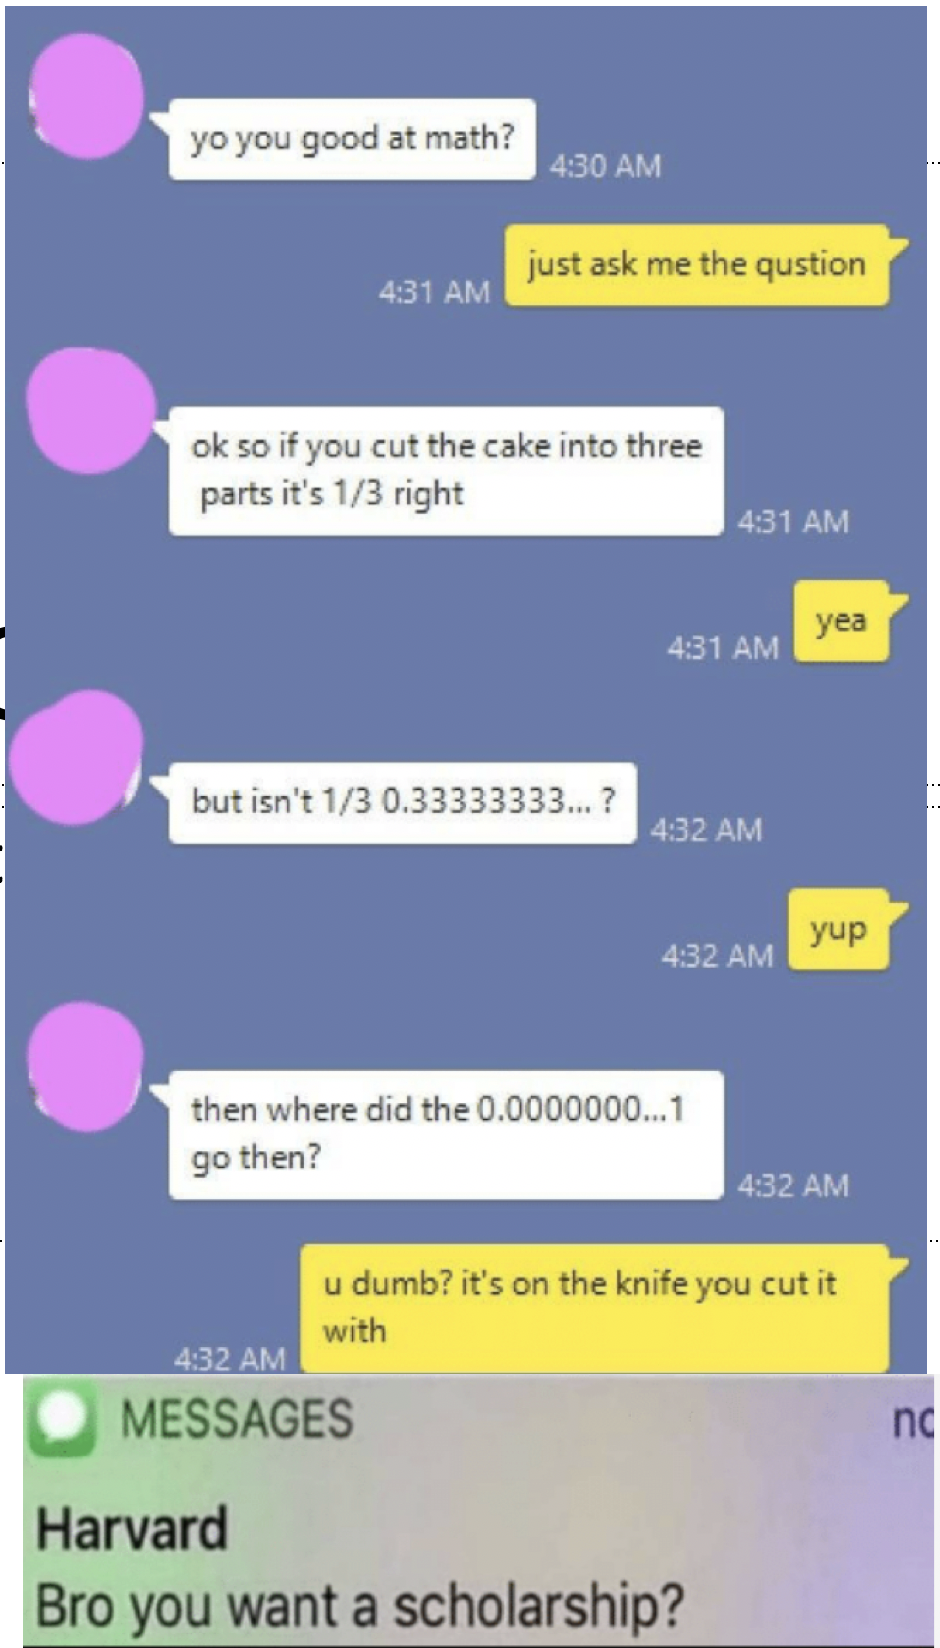 yo you good at math?
4:30 AM
just ask me the qustion
4:31 AM
ok so if you cut the cake into three
parts it's 1/3 right
4:31 AM
yea
4:31 AM
but isn't 1/3 0.33333333... ?
4:32 AM
yup
4:32 AM
then where did the 0.0000000...1
go then?
4:32 AM
u dumb? it's on the knife you cut it
with
4:32 AM
MESSAGES
Harvard
Bro you want a scholarship?